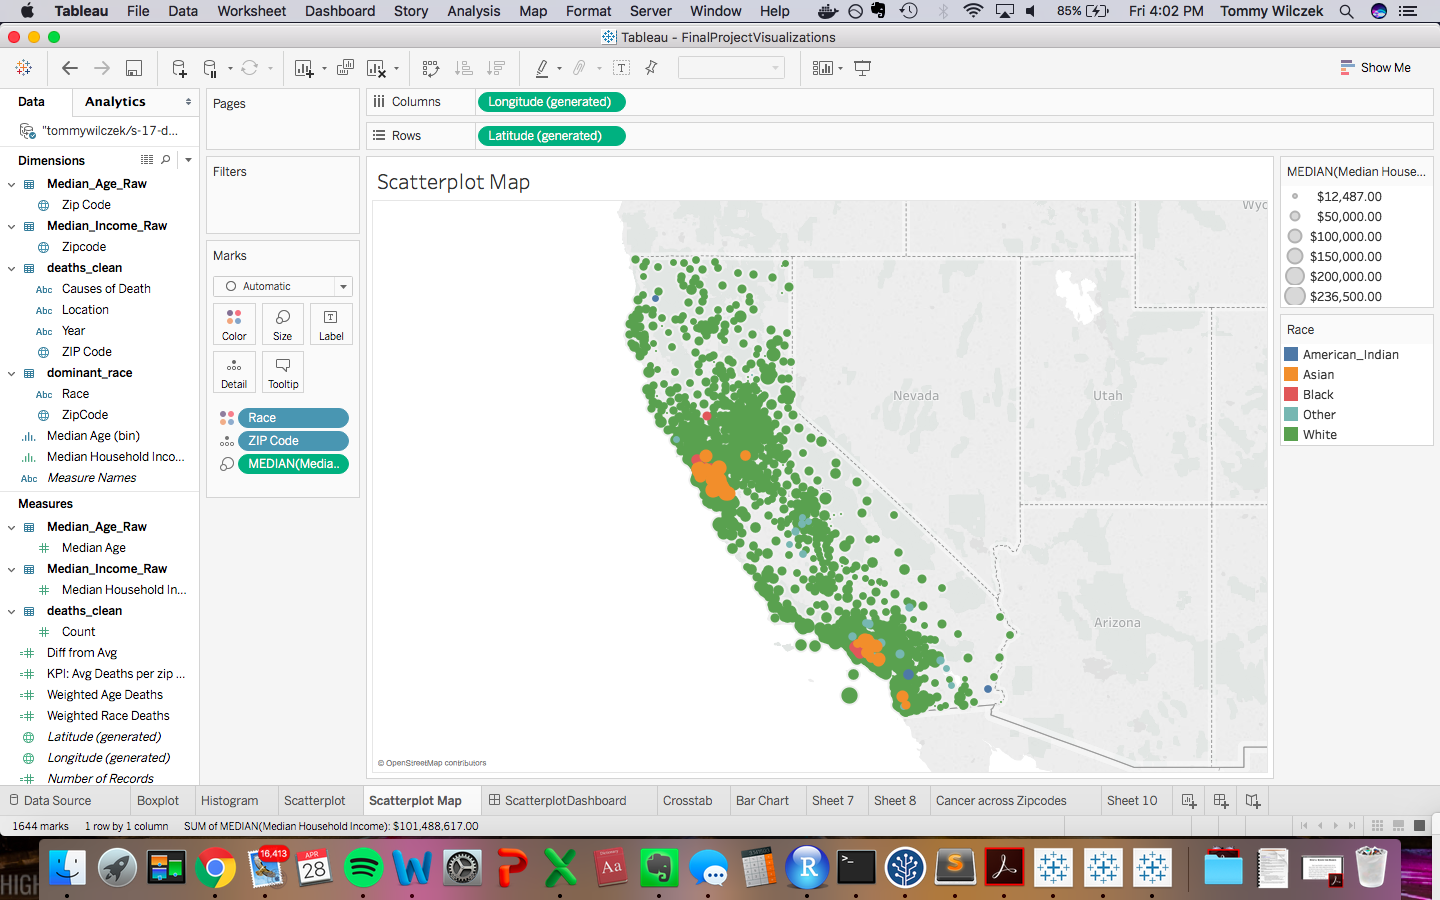 Tableau File Data Worksheet Dashboard Story Analysis Map Format Server Window Help 85% Fri 4:02 PM Tommy Wilczek
Tableau - FinalProjectVisualizations
Show Me
Data Analytics
"tommywilczek/s-17-d...
Dimensions
Median_Age_Raw
Zip Code
Median_Income_Raw
Zipcode
deaths_clean
Abc Causes of Death
Abc Location
Abc Year
Abc ZIP Code
dominant_race
Abc Race
ZipCode
Median Age (bin)
Median Household Inco...
Abc Measure Names
Measures
Median_Age_Raw
Median Age
Median_Income_Raw
Median Household In...
deaths_clean
Count
Diff from Avg
KPI: Avg Deaths per zip ...
Weighted Age Deaths
Weighted Race Deaths
Latitude (generated)
Longitude (generated)
Number of Records
Pages
Filters
Marks
Automatic
Color Size Label
Detail Tooltip
Race
ZIP Code
MEDIAN(Media..
Columns Longitude (generated)
Rows Latitude (generated)
Scatterplot Map
Wyc
Nevada
Utah
Arizona
© OpenStreetMap contributors
MEDIAN(Median House...
$12,487.00
$50,000.00
$100,000.00
$150,000.00
$200,000.00
$236,500.00
Race
American_Indian
Asian
Black
Other
White
Data Source Boxplot Histogram Scatterplot Scatterplot Map ScatterplotDashboard Crosstab Bar Chart Sheet 7 Sheet 8 Cancer across Zipcodes Sheet 10
1644 marks 1 row by 1 column SUM of MEDIAN(Median Household Income): $101,488,617.00
16,413
APR
28
Aa
R
S
HIGH